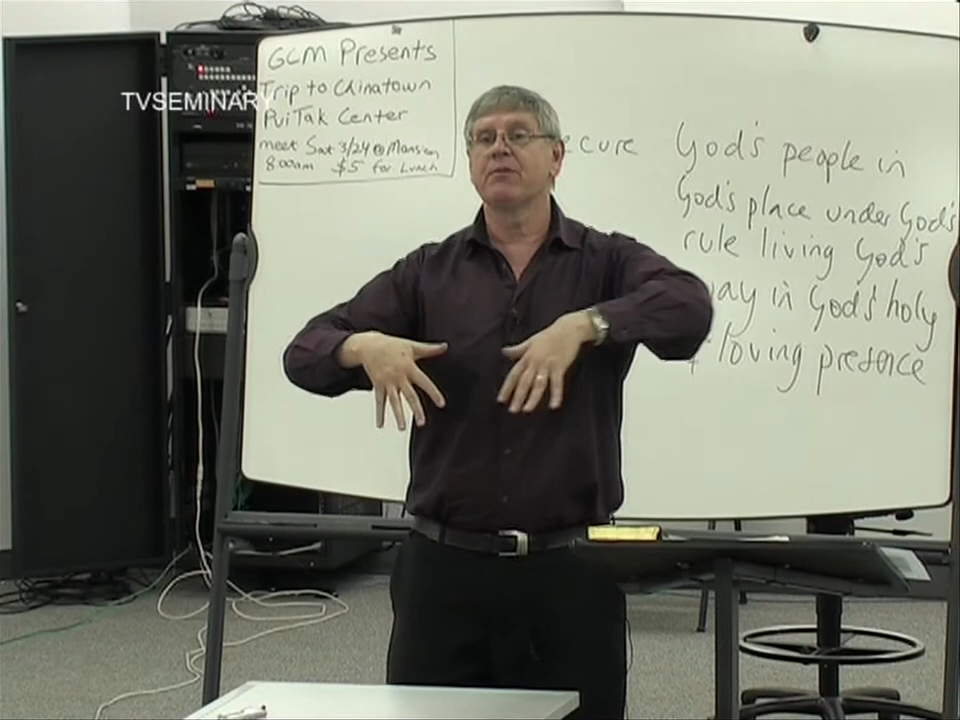 TVSEMINARY
GCM Presents
Trip to Chinatown
PuiTak Center
meet Sat 3/24 @ Mansion
8:00am $5 for Lunch
ecure
God's people in
God's place under God's
rule living God's
way in God's holy
+ loving presence